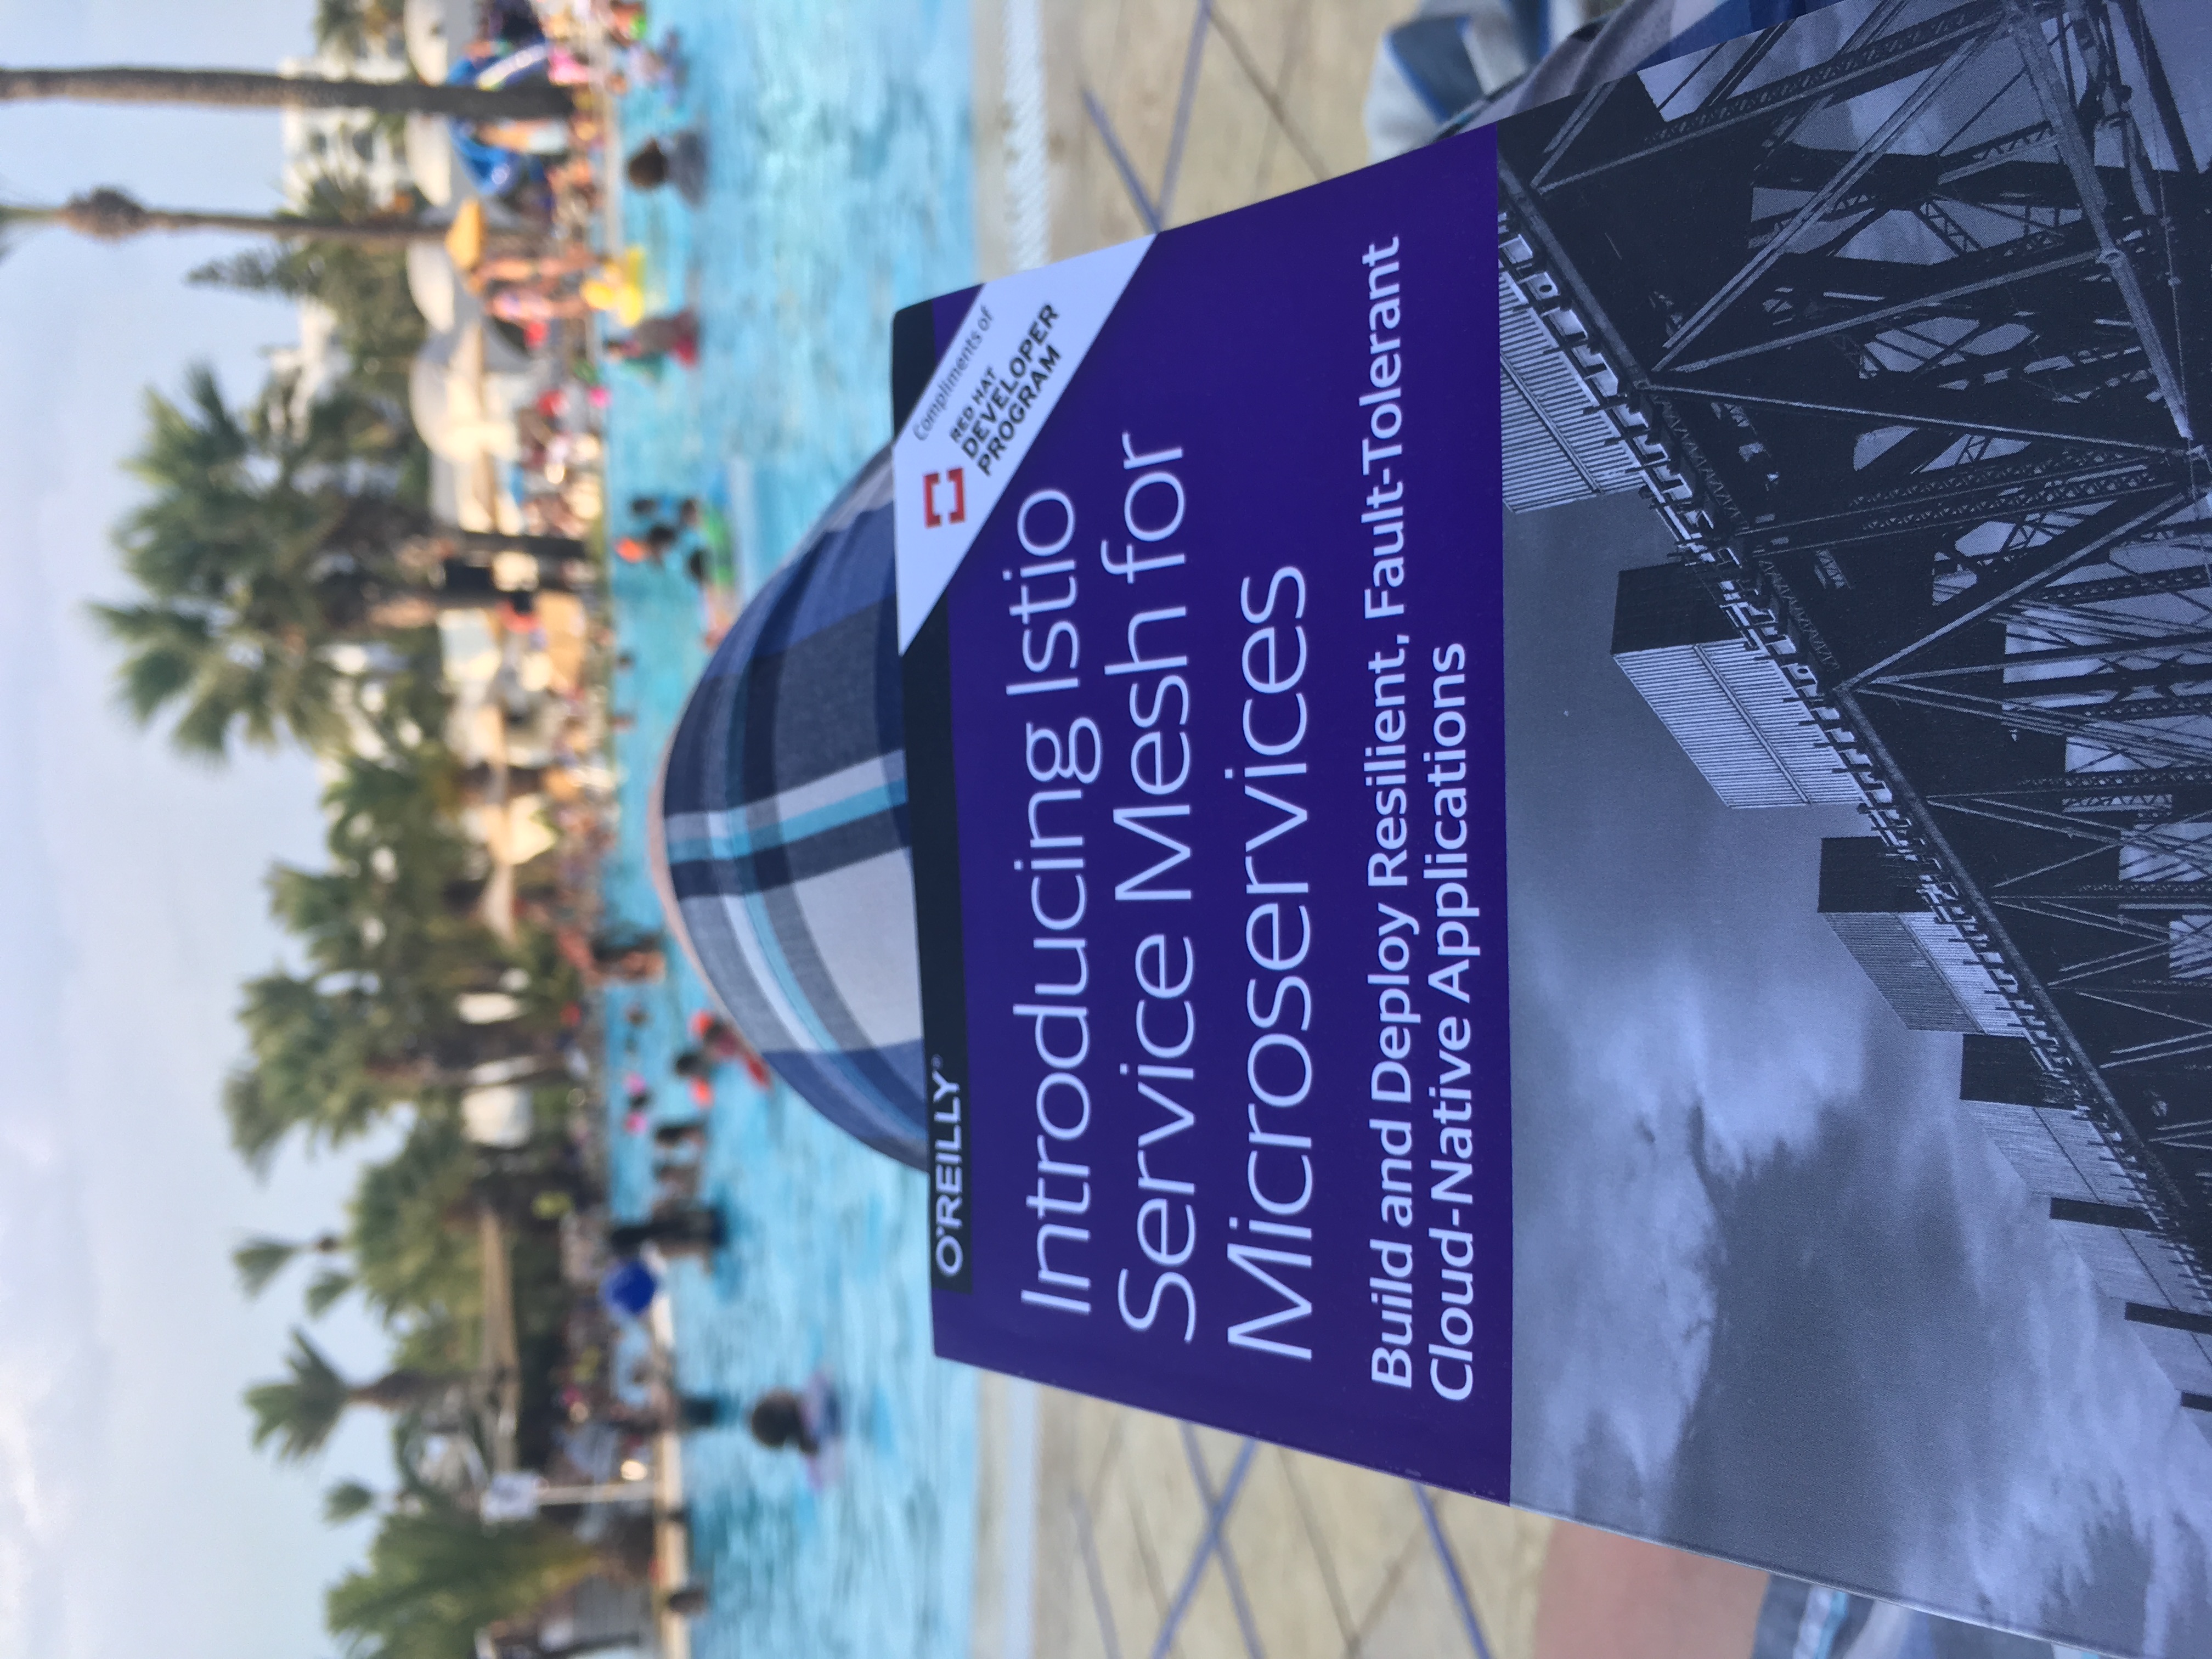 O'REILLY®
Compliments of
RED HAT
DEVELOPER
PROGRAM
Introducing Istio
Service Mesh for
Microservices
Build and Deploy Resilient, Fault-Tolerant
Cloud-Native Applications